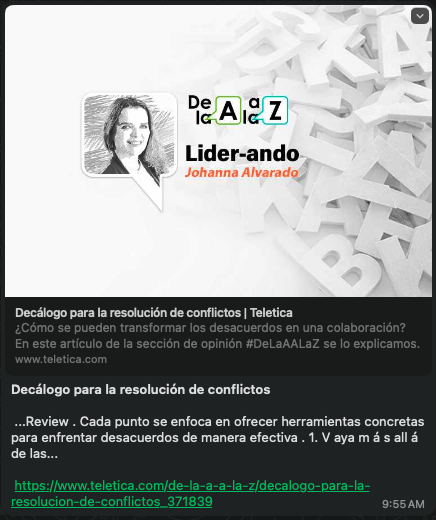 De
la A a
la Z
Lider-ando
Johanna Alvarado
Decálogo para la resolución de conflictos | Teletica
¿Cómo se pueden transformar los desacuerdos en una colaboración?
En este artículo de la sección de opinión #DeLaAALaZ se lo explicamos.
www.teletica.com
Decálogo para la resolución de conflictos
...Review . Cada punto se enfoca en ofrecer herramientas concretas
para enfrentar desacuerdos de manera efectiva . 1. V aya m á s all á
de las...
https://www.teletica.com/de-la-a-a-la-z/decalogo-para-la-
resolucion-de-conflictos_371839
9:55 AM